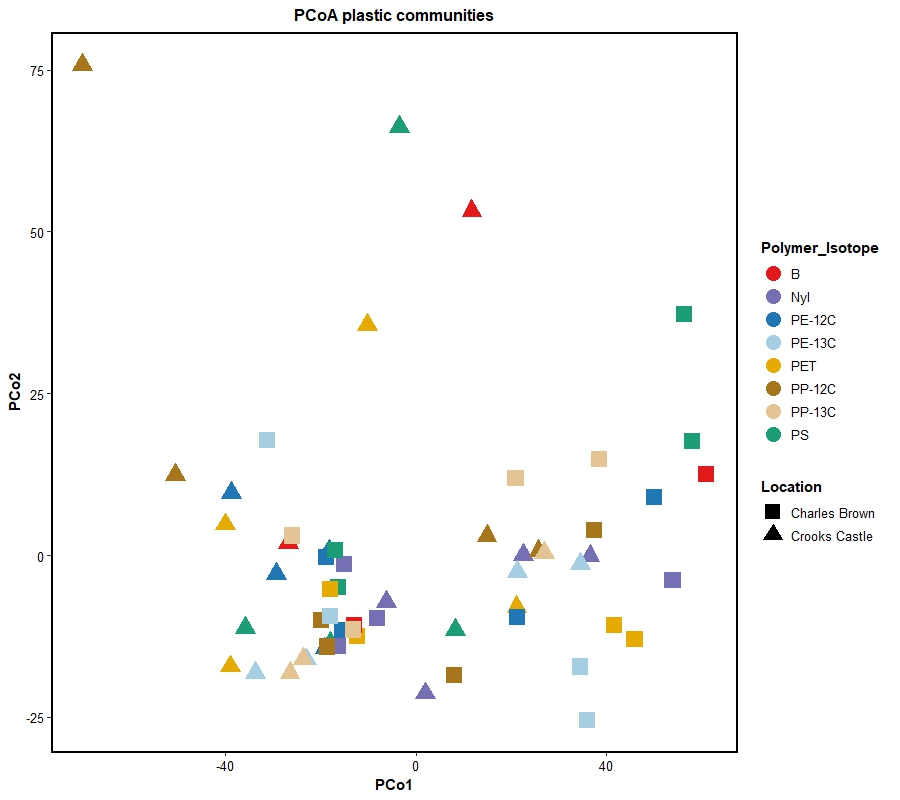 PCoA plastic communities
75
50
25
0
-25
PCo2
-40
0
40
PCo1
Polymer_Isotope
B
Nyl
PE-12C
PE-13C
PET
PP-12C
PP-13C
PS
Location
Charles Brown
Crooks Castle